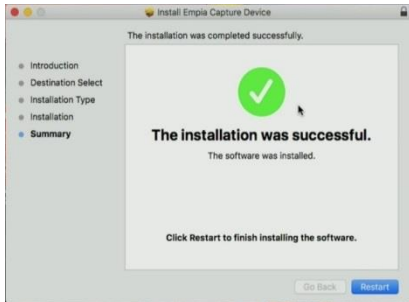 Install Empia Capture Device
The installation was completed successfully.
Introduction
Destination Select
Installation Type
Installation
Summary
The installation was successful.
The software was installed.
Click Restart to finish installing the software.
Go Back
Restart